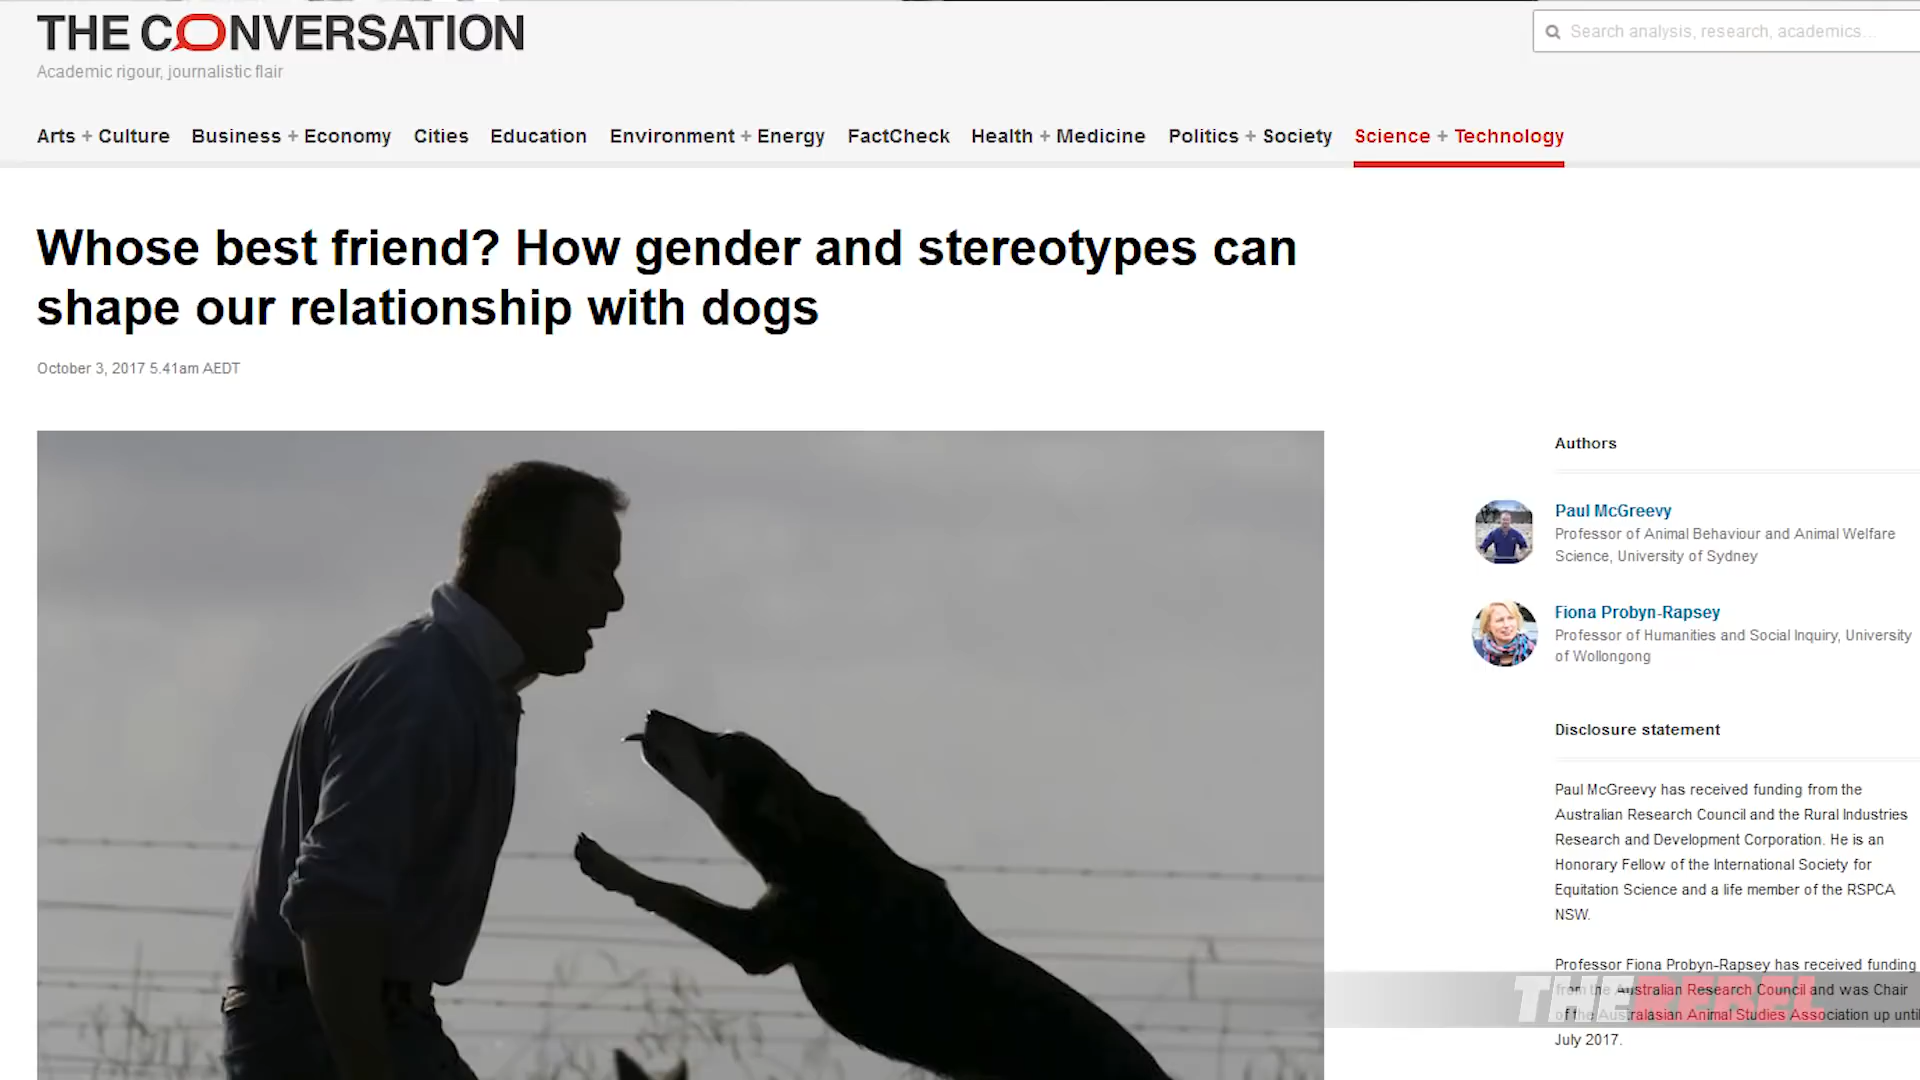 THE CONVERSATION
Academic rigour, journalistic flair
Search analysis, research, academics...
Arts + Culture Business + Economy Cities Education Environment + Energy FactCheck Health + Medicine Politics + Society Science + Technology
Whose best friend? How gender and stereotypes can
shape our relationship with dogs
October 3, 2017 5.41am AEDT
Authors
Paul McGreevy
Professor of Animal Behaviour and Animal Welfare
Science, University of Sydney
Fiona Probyn-Rapsey
Professor of Humanities and Social Inquiry, University
of Wollongong
Disclosure statement
Paul McGreevy has received funding from the
Australian Research Council and the Rural Industries
Research and Development Corporation. He is an
Honorary Fellow of the International Society for
Equitation Science and a life member of the RSPCA
NSW.
Professor Fiona Probyn-Rapsey has received funding
from the Australian Research Council and was Chair
of the Australasian Animal Studies Association up until
July 2017.
THE REBEL